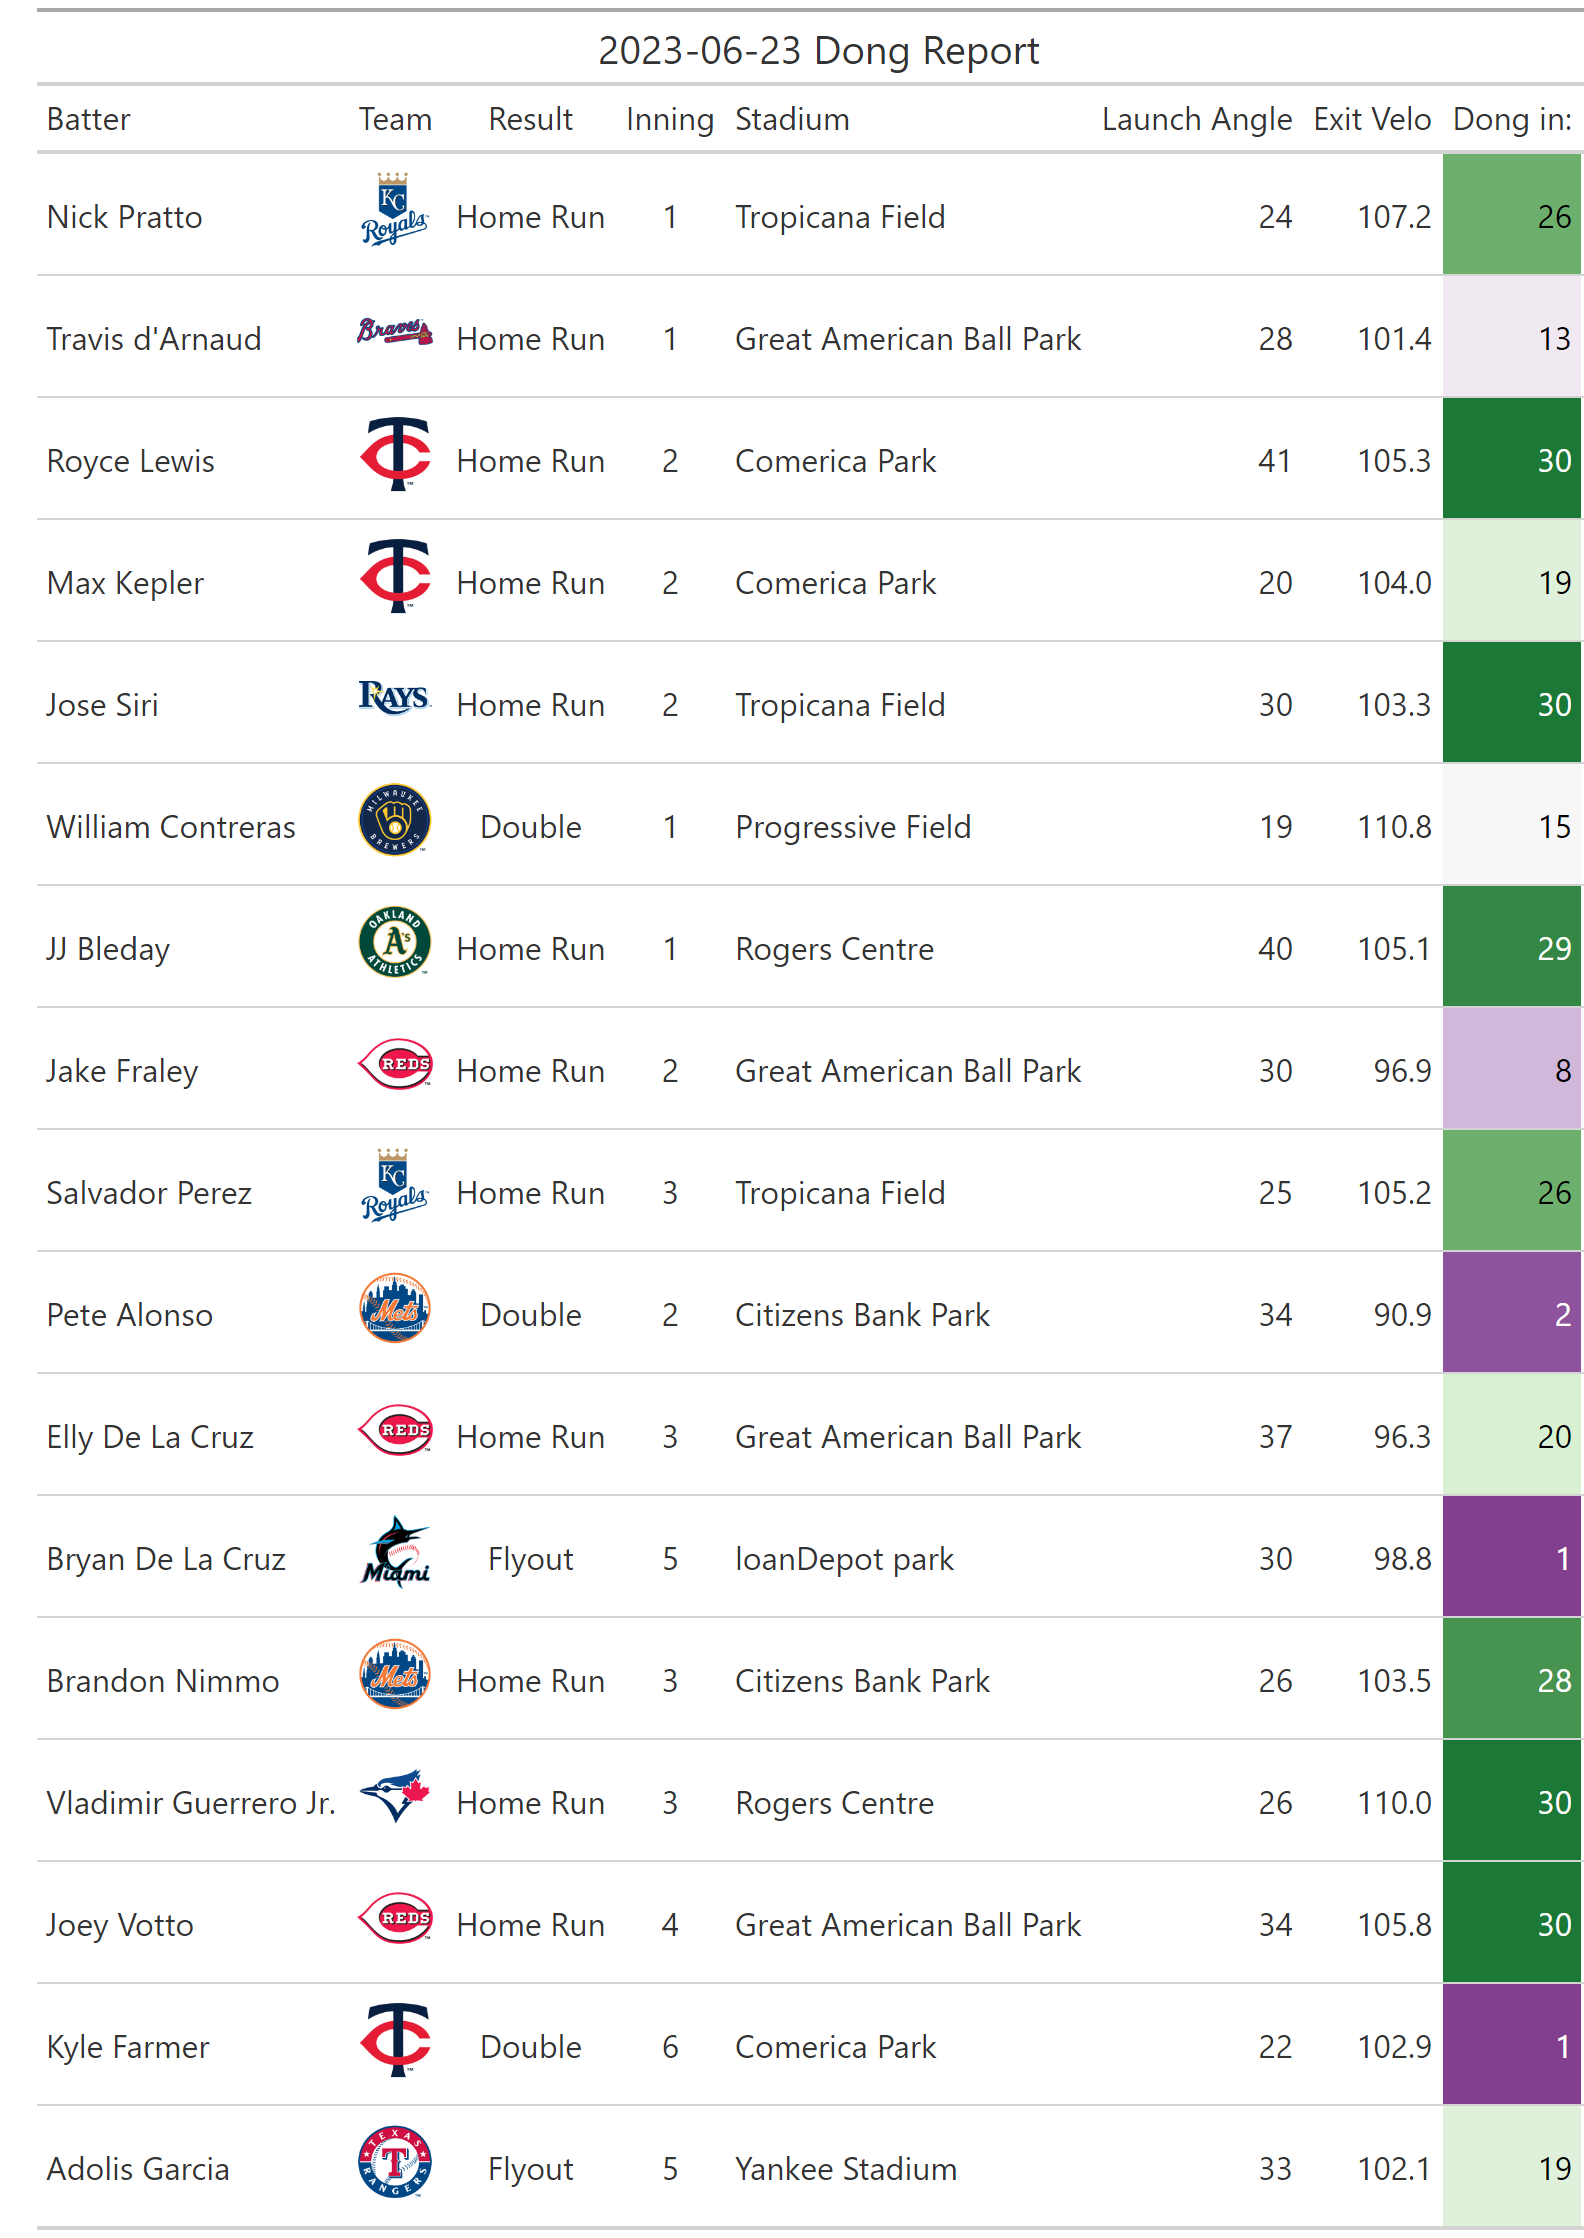 2023-06-23 Dong Report
Batter Team Result Inning Stadium Launch Angle Exit Velo Dong in:
Nick Pratto KC Royals Home Run 1 Tropicana Field 24 107.2 26
Travis d'Arnaud Braves Home Run 1 Great American Ball Park 28 101.4 13
Royce Lewis TC Home Run 2 Comerica Park 41 105.3 30
Max Kepler TC Home Run 2 Comerica Park 20 104.0 19
Jose Siri RAYS Home Run 2 Tropicana Field 30 103.3 30
William Contreras MILWAUKEE BREWERS Double 1 Progressive Field 19 110.8 15
JJ Bleday OAKLAND A's ATHLETICS Home Run 1 Rogers Centre 40 105.1 29
Jake Fraley REDS Home Run 2 Great American Ball Park 30 96.9 8
Salvador Perez KC Royals Home Run 3 Tropicana Field 25 105.2 26
Pete Alonso Mets Double 2 Citizens Bank Park 34 90.9 2
Elly De La Cruz REDS Home Run 3 Great American Ball Park 37 96.3 20
Bryan De La Cruz Miami Flyout 5 loanDepot park 30 98.8 1
Brandon Nimmo Mets Home Run 3 Citizens Bank Park 26 103.5 28
Vladimir Guerrero Jr. Home Run 3 Rogers Centre 26 110.0 30
Joey Votto REDS Home Run 4 Great American Ball Park 34 105.8 30
Kyle Farmer TC Double 6 Comerica Park 22 102.9 1
Adolis Garcia TEXAS T RANGERS Flyout 5 Yankee Stadium 33 102.1 19